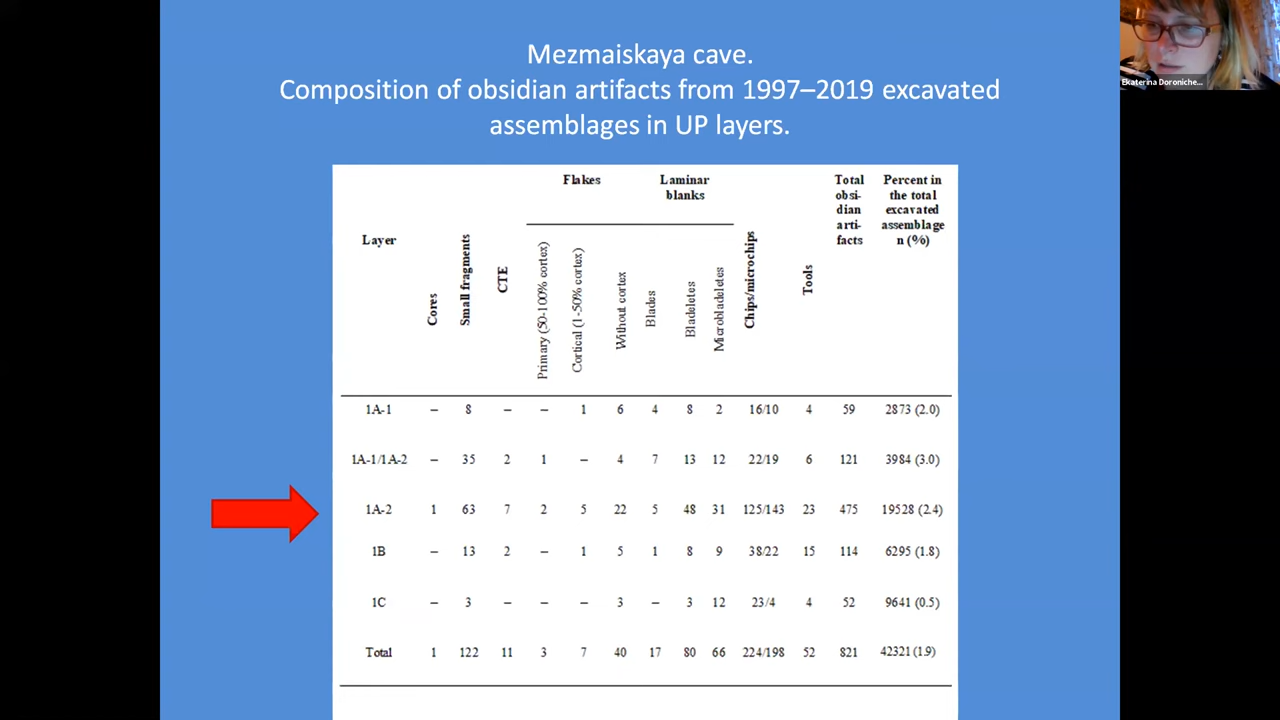 Mezmaiskaya cave.
Composition of obsidian artifacts from 1997–2019 excavated
assemblages in UP layers.
Ekaterina Doroniche...
Flakes
Laminar
blanks
Total
obsi-
dian
arti-
facts
Percent in
the total
excavated
assemblage
n (%)
Layer
Cores
Small fragments
CTE
Primary (50-100% cortex)
Cortical (1-50% cortex)
Without cortex
Blades
Bladeletes
Microbladeletes
Chips/microchips
Tools
1A-1 – 8 – – 1 6 4 8 2 16/10 4 59 2873 (2.0)
1A-1/1A-2 – 35 2 1 – 4 7 13 12 22/19 6 121 3984 (3.0)
1A-2 1 63 7 2 5 22 5 48 31 125/143 23 475 19528 (2.4)
1B – 13 2 – 1 5 1 8 9 38/22 15 114 6295 (1.8)
1C – 3 – – – 3 – 3 12 23/4 4 52 9641 (0.5)
Total 1 122 11 3 7 40 17 80 66 224/198 52 821 42321 (1.9)